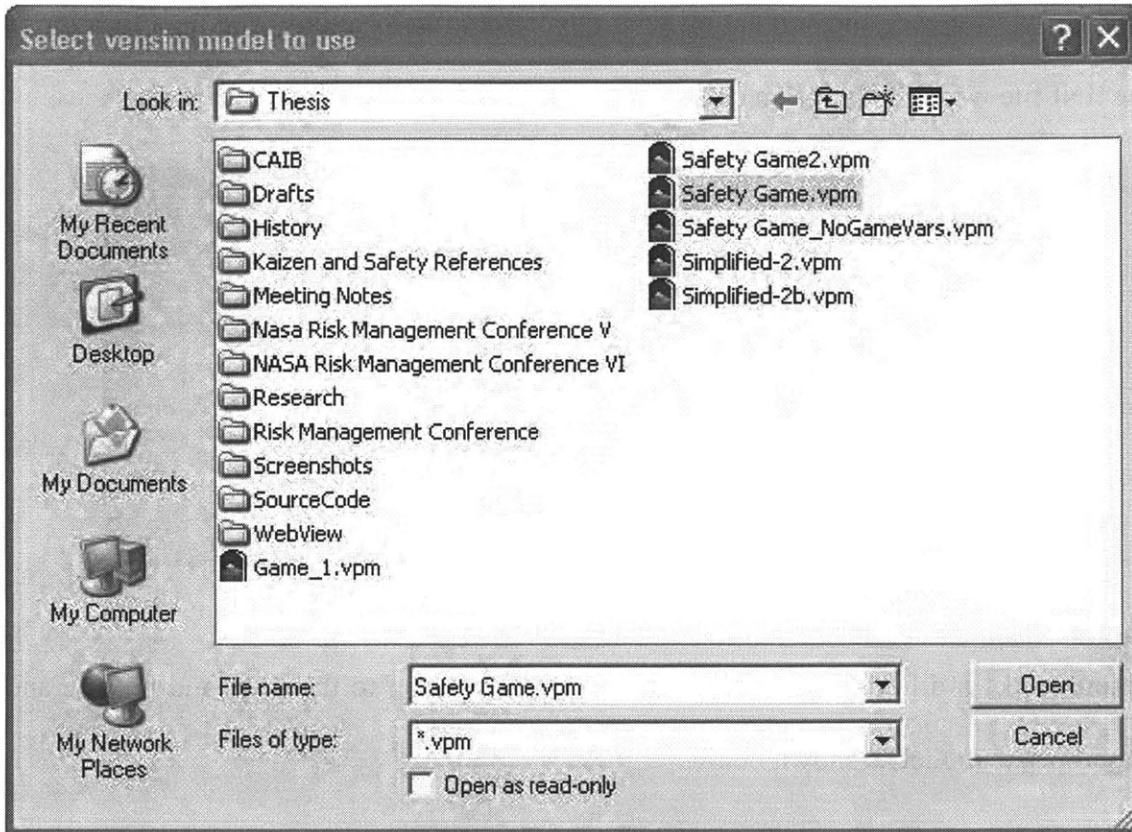 Select vensim model to use
Look in: Thesis
My Recent
Documents
Desktop
My Documents
My Computer
My Network
Places
CAIB
Drafts
History
Kaizen and Safety References
Meeting Notes
Nasa Risk Management Conference V
NASA Risk Management Conference VI
Research
Risk Management Conference
Screenshots
SourceCode
WebView
Game_1.vpm
Safety Game2.vpm
Safety Game.vpm
Safety Game_NoGameVars.vpm
Simplified-2.vpm
Simplified-2b.vpm
File name: Safety Game.vpm Open
Files of type: *.vpm Cancel
Open as read-only